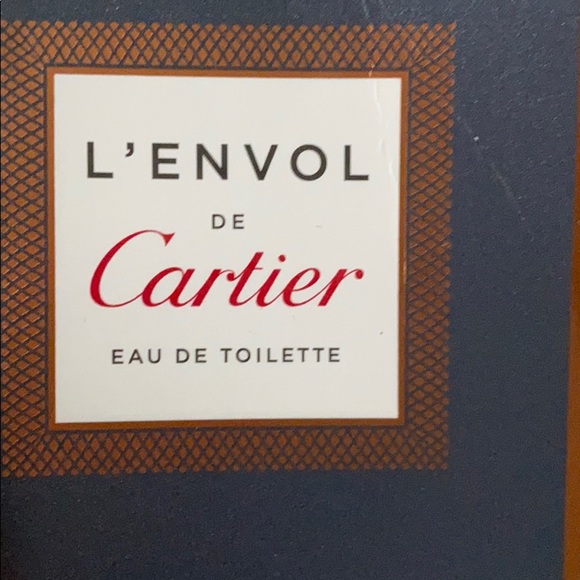 L'ENVOL
DE
Cartier
EAU DE TOILETTE